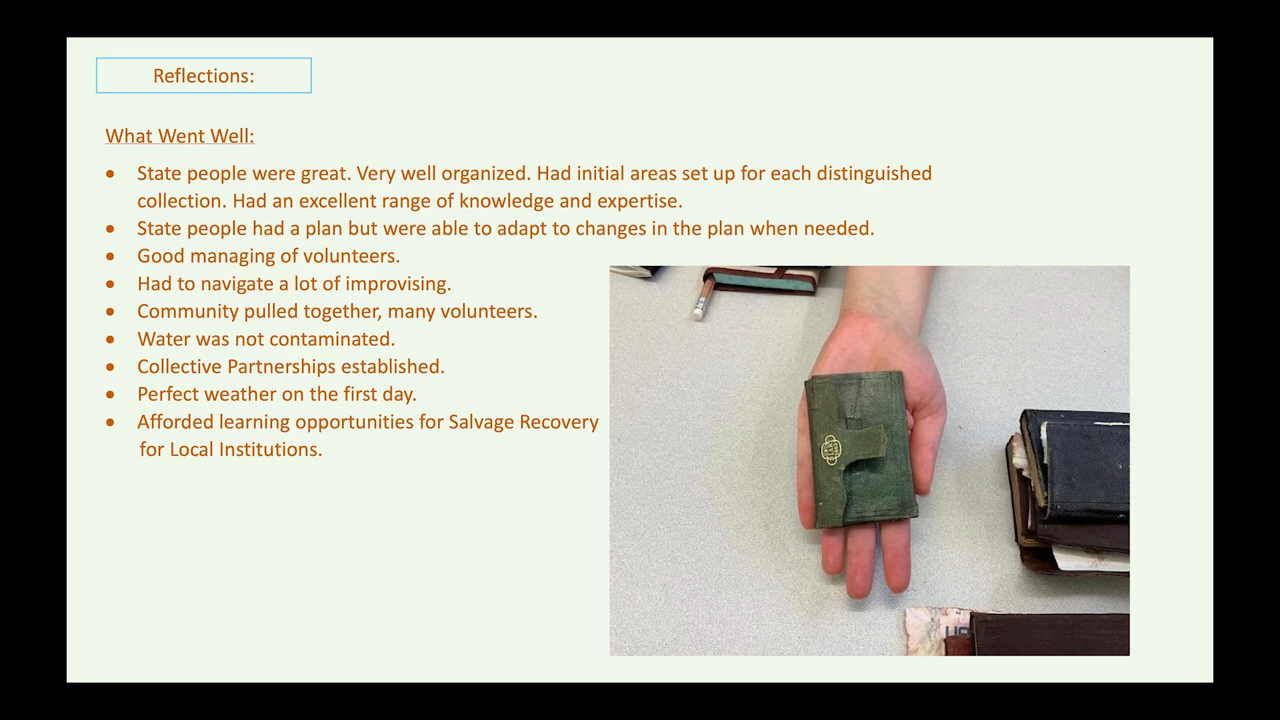 Reflections:
What Went Well:
• State people were great. Very well organized. Had initial areas set up for each distinguished
collection. Had an excellent range of knowledge and expertise.
• State people had a plan but were able to adapt to changes in the plan when needed.
• Good managing of volunteers.
• Had to navigate a lot of improvising.
• Community pulled together, many volunteers.
• Water was not contaminated.
• Collective Partnerships established.
• Perfect weather on the first day.
• Afforded learning opportunities for Salvage Recovery
for Local Institutions.